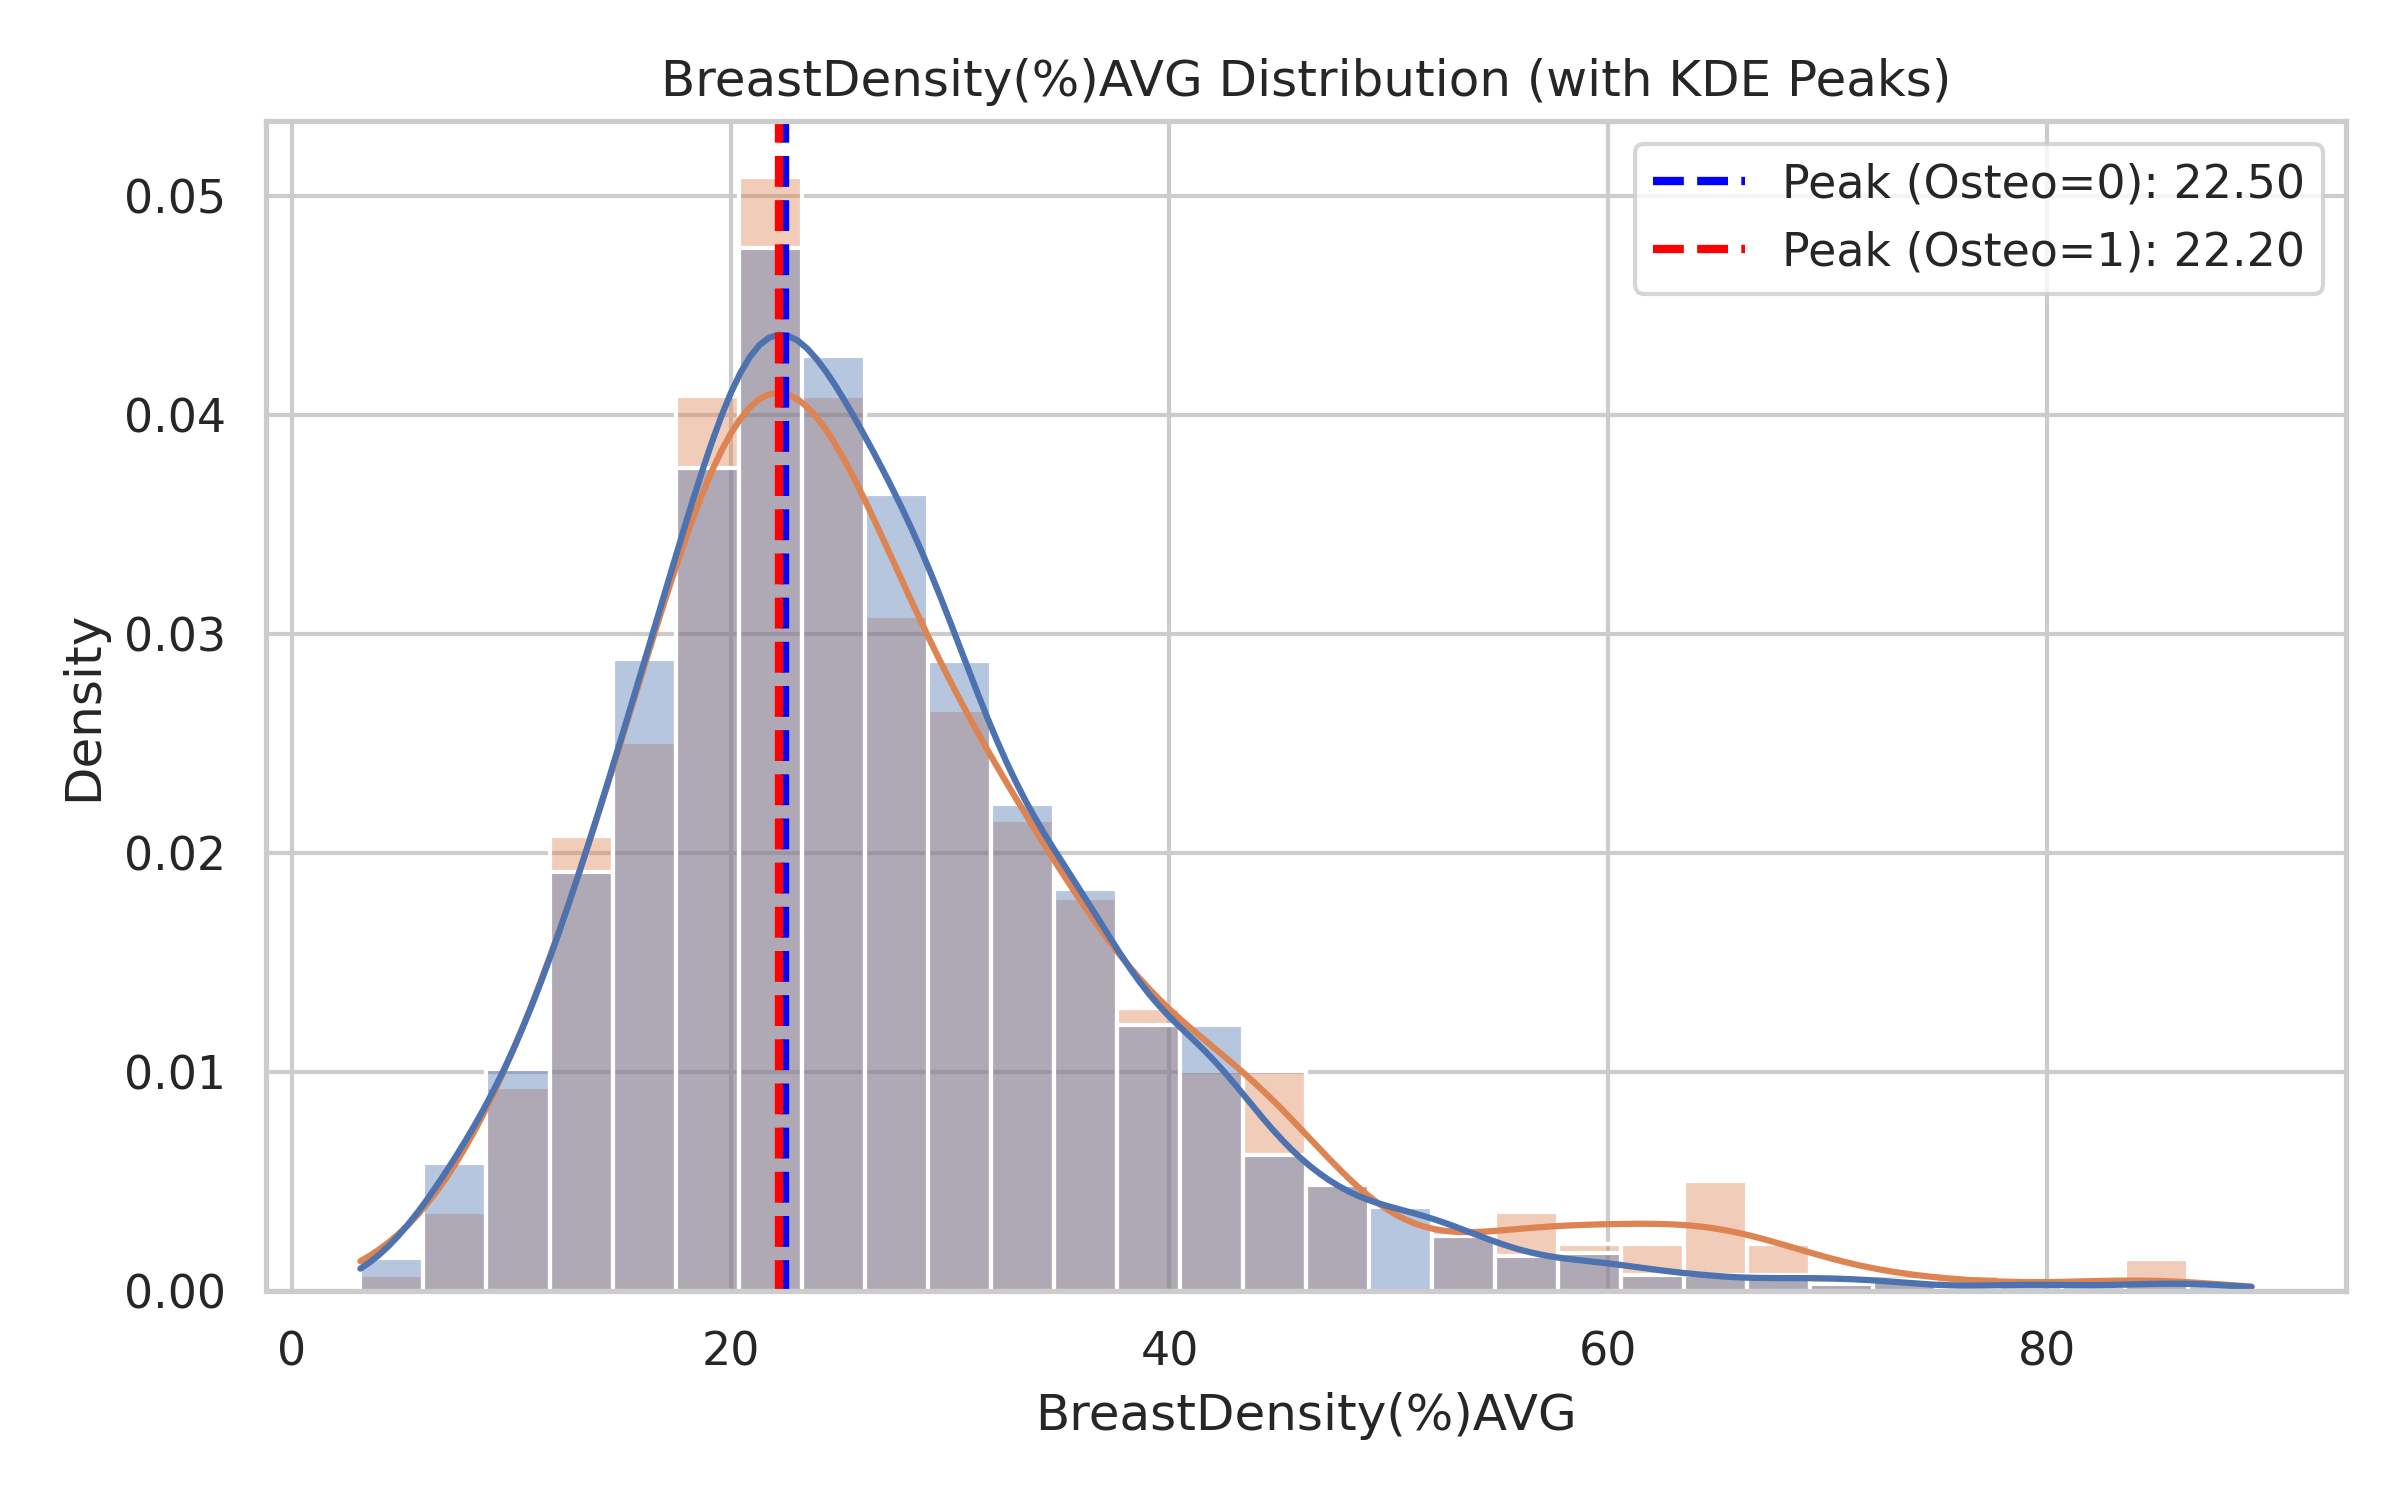 BreastDensity(%)AVG Distribution (with KDE Peaks)
Peak (Osteo=0): 22.50
Peak (Osteo=1): 22.20
Density
0.05
0.04
0.03
0.02
0.01
0.00
0 20 40 60 80
BreastDensity(%)AVG